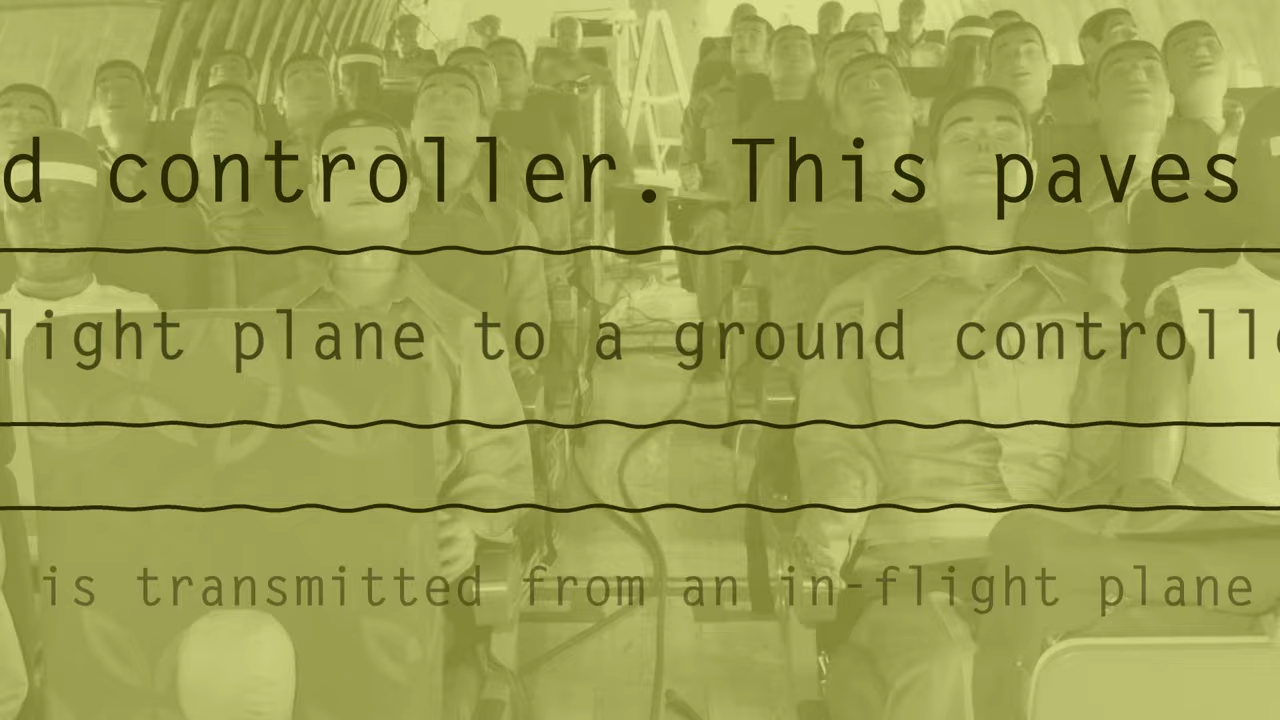 d controller. This paves
light plane to a ground controlle
is transmitted from an in-flight plane